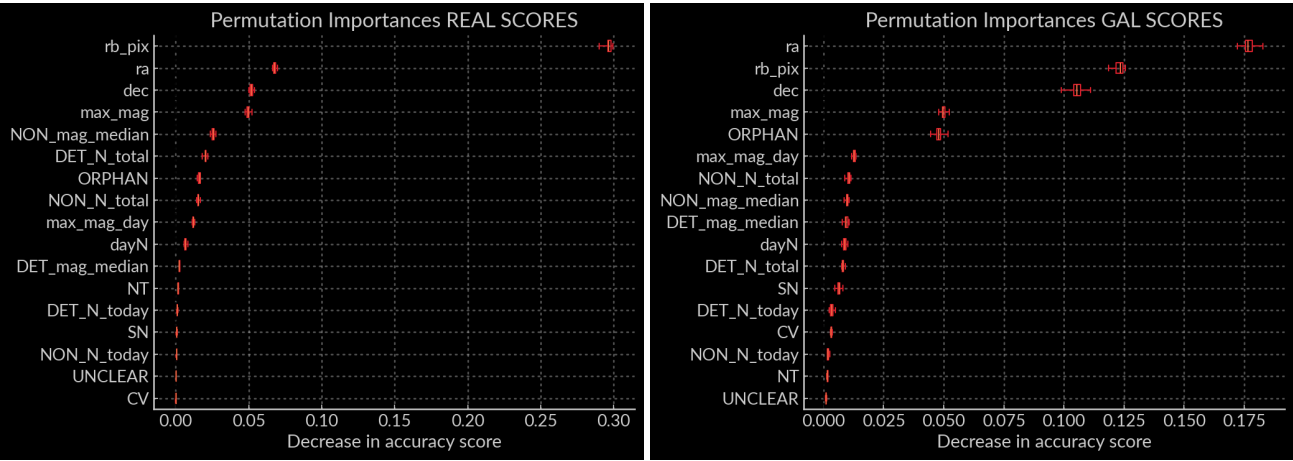 Permutation Importances REAL SCORES
rb_pix
ra
dec
max_mag
NON_mag_median
DET_N_total
ORPHAN
NON_N_total
max_mag_day
dayN
DET_mag_median
NT
DET_N_today
SN
NON_N_today
UNCLEAR
CV
0.00 0.05 0.10 0.15 0.20 0.25 0.30
Decrease in accuracy score
Permutation Importances GAL SCORES
ra
rb_pix
dec
max_mag
ORPHAN
max_mag_day
NON_N_total
NON_mag_median
DET_mag_median
dayN
DET_N_total
SN
DET_N_today
CV
NON_N_today
NT
UNCLEAR
0.000 0.025 0.050 0.075 0.100 0.125 0.150 0.175
Decrease in accuracy score